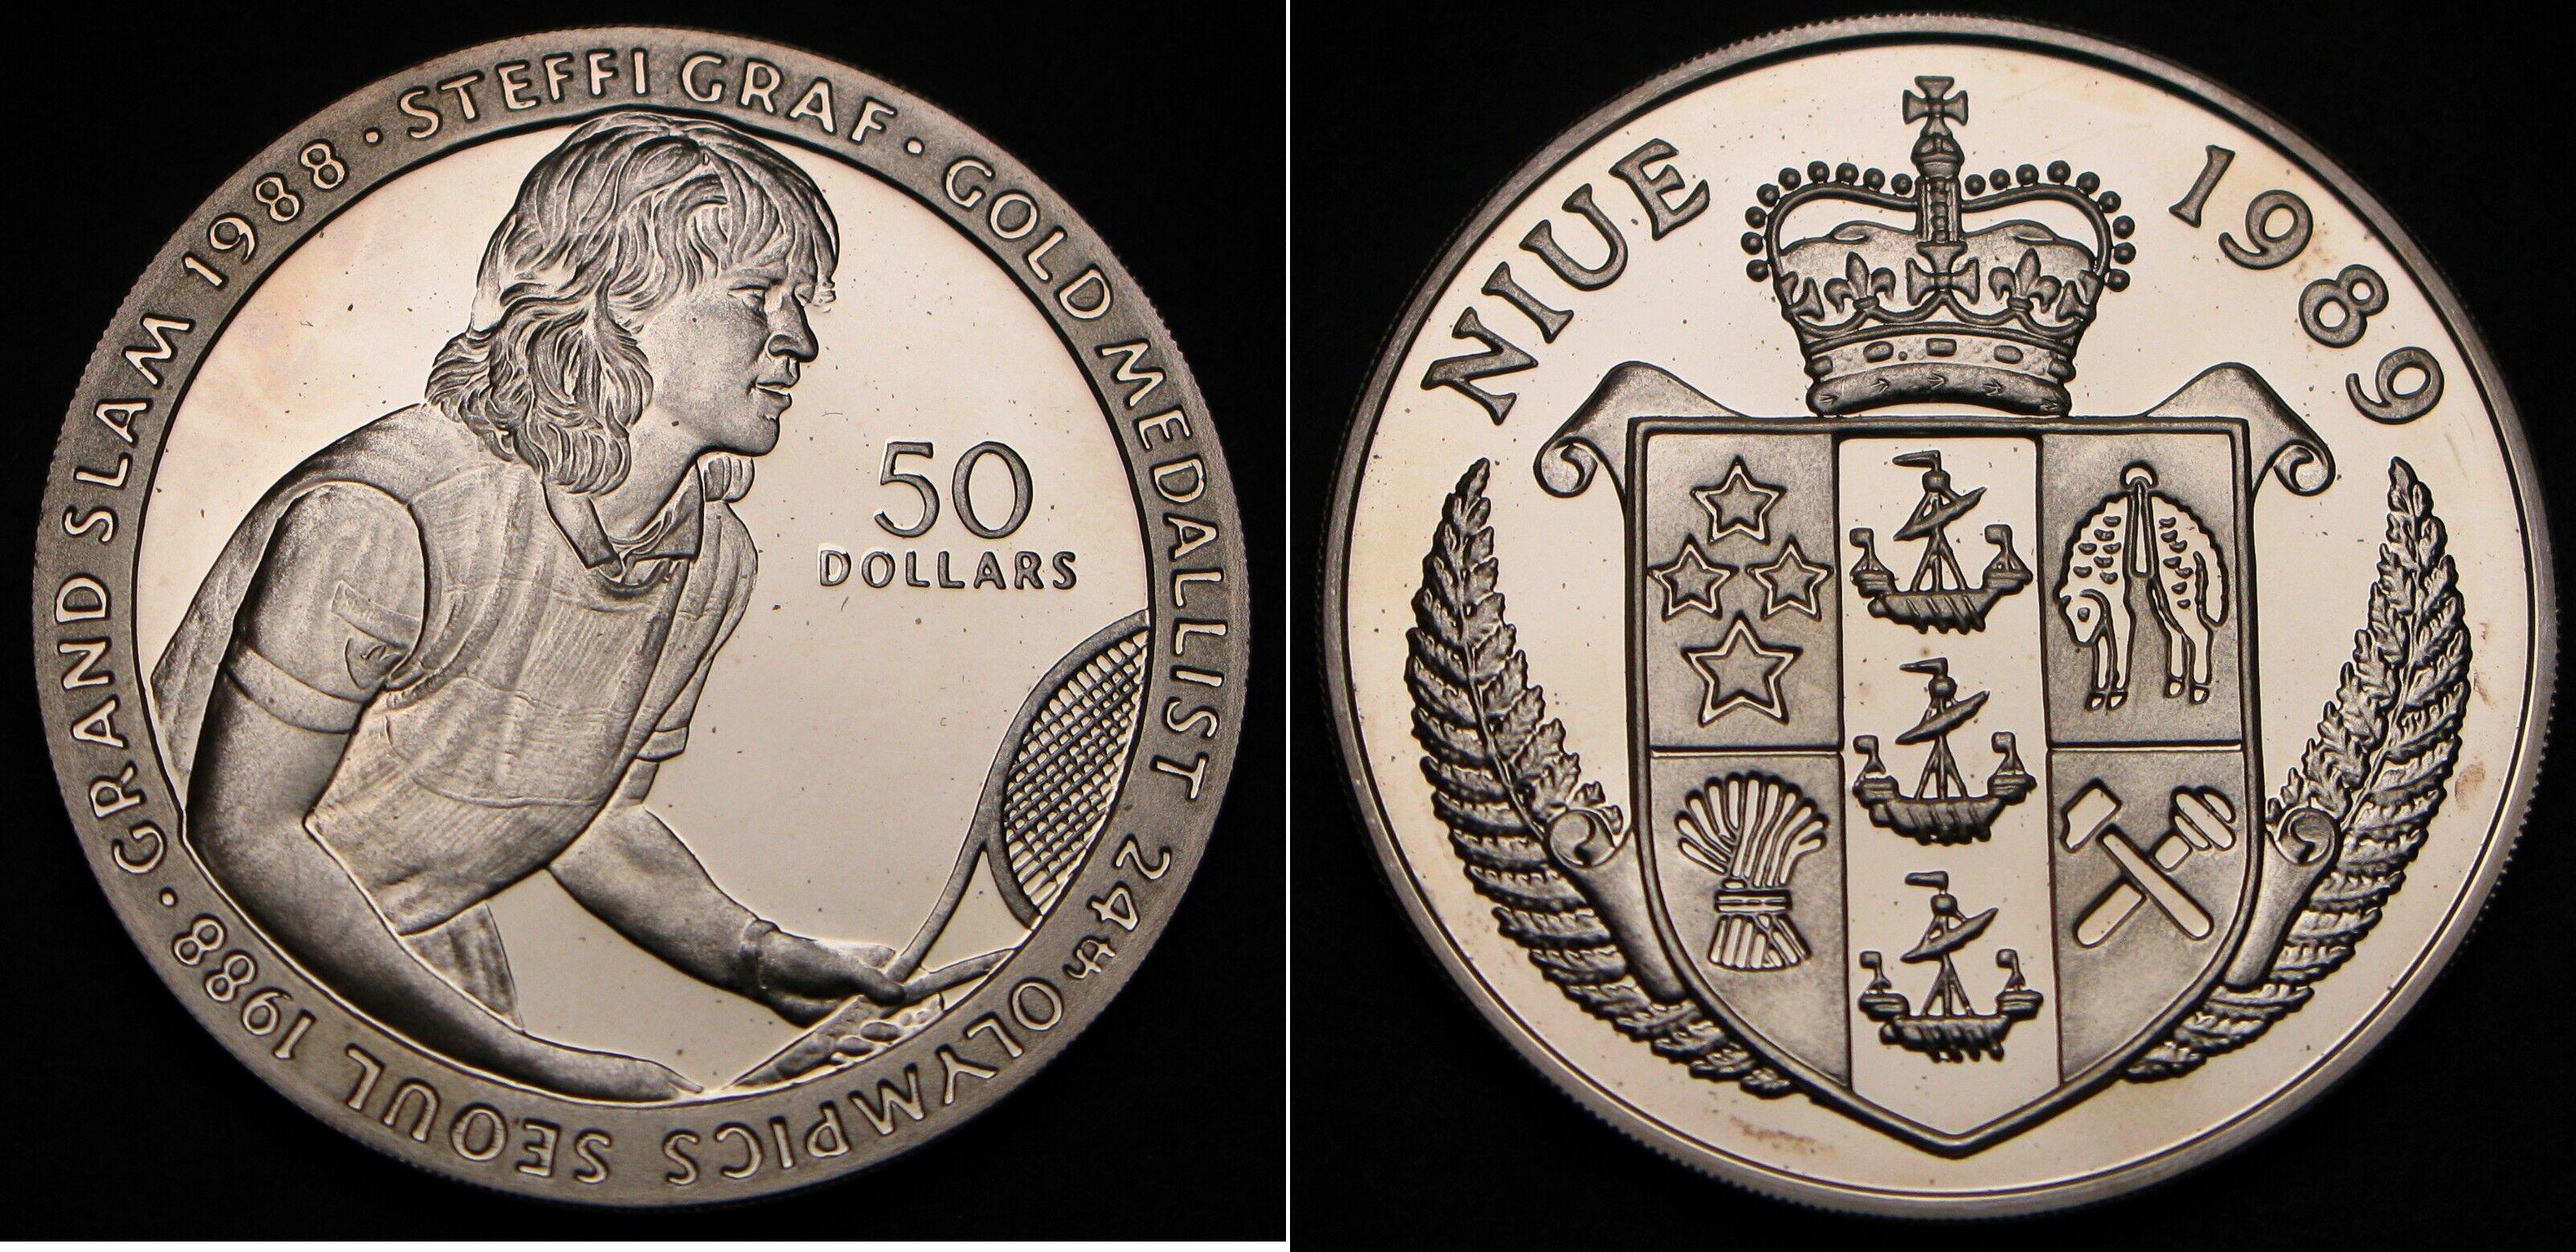 GRAND SLAM 1988 · STEFFI GRAF · GOLD MEDALLIST 24th OLYMPICS SEOUL 1988 ·
50
DOLLARS
NIUE 1989